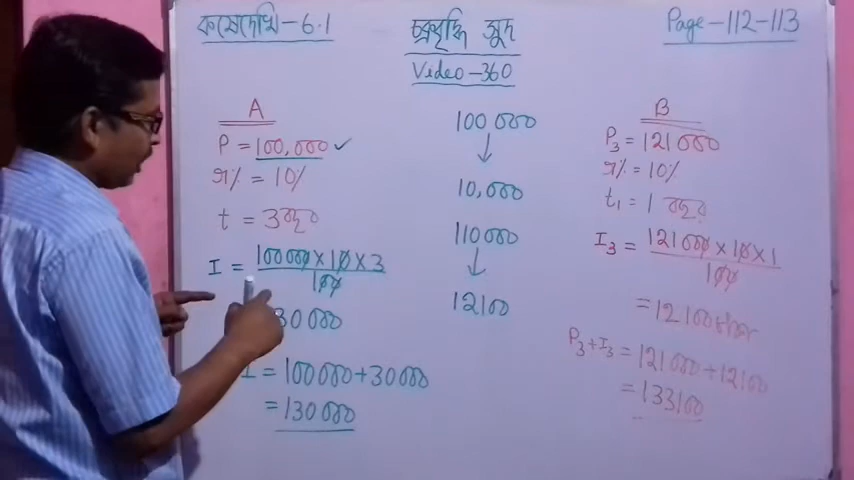 কষেদেখি-6.1
চক্রবৃদ্ধি সুদ
Page-112-113
Video-360
A
P = 100,000 ✓
r% = 10%
t = 3 বছর
I = 100000 × 10 × 3
100
30000
I = 100000 + 30000
= 130000
100000
↓
10,000
110000
↓
12100
B
P₃ = 121000
r% = 10%
t₁ = 1 বছর
I₃ = 121000 × 10 × 1
100
= 12100
P₃ + I₃ = 121000 + 12100
= 133100